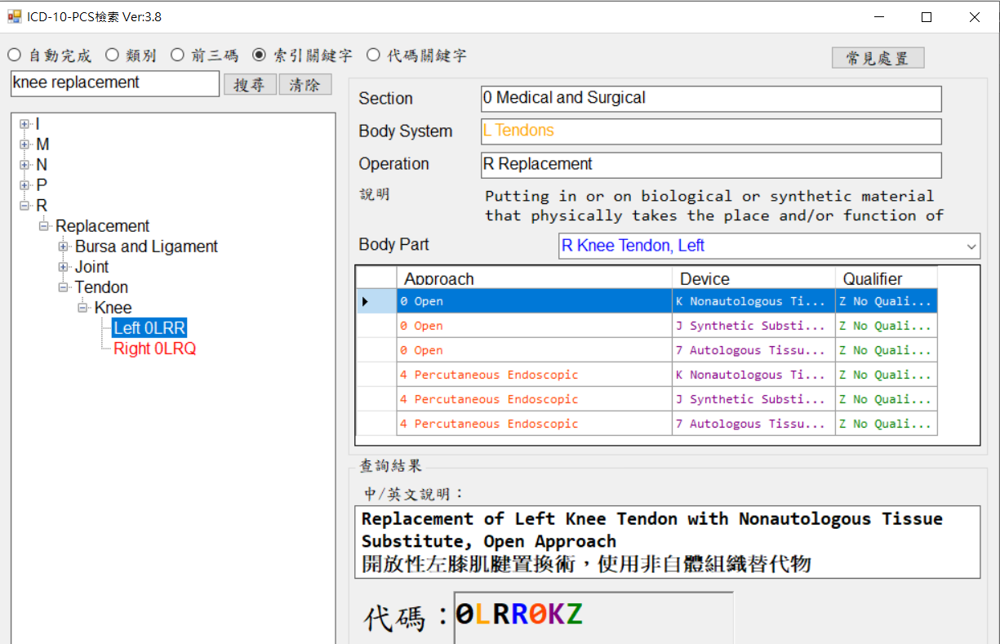 ICD-10-PCS檢索 Ver:3.8
自動完成 類別 前三碼 索引關鍵字 代碼關鍵字
常見處置
knee replacement 搜尋 清除
I
M
N
P
R
Replacement
Bursa and Ligament
Joint
Tendon
Knee
Left 0LRR
Right 0LRQ
Section 0 Medical and Surgical
Body System L Tendons
Operation R Replacement
說明 Putting in or on biological or synthetic material
that physically takes the place and/or function of
Body Part R Knee Tendon, Left
Approach Device Qualifier
0 Open K Nonautologous Ti... Z No Quali...
0 Open J Synthetic Substi... Z No Quali...
0 Open 7 Autologous Tissu... Z No Quali...
4 Percutaneous Endoscopic K Nonautologous Ti... Z No Quali...
4 Percutaneous Endoscopic J Synthetic Substi... Z No Quali...
4 Percutaneous Endoscopic 7 Autologous Tissu... Z No Quali...
查詢結果
中/英文說明：
Replacement of Left Knee Tendon with Nonautologous Tissue
Substitute, Open Approach
開放性左膝肌腱置換術，使用非自體組織替代物
代碼：0LRR0KZ